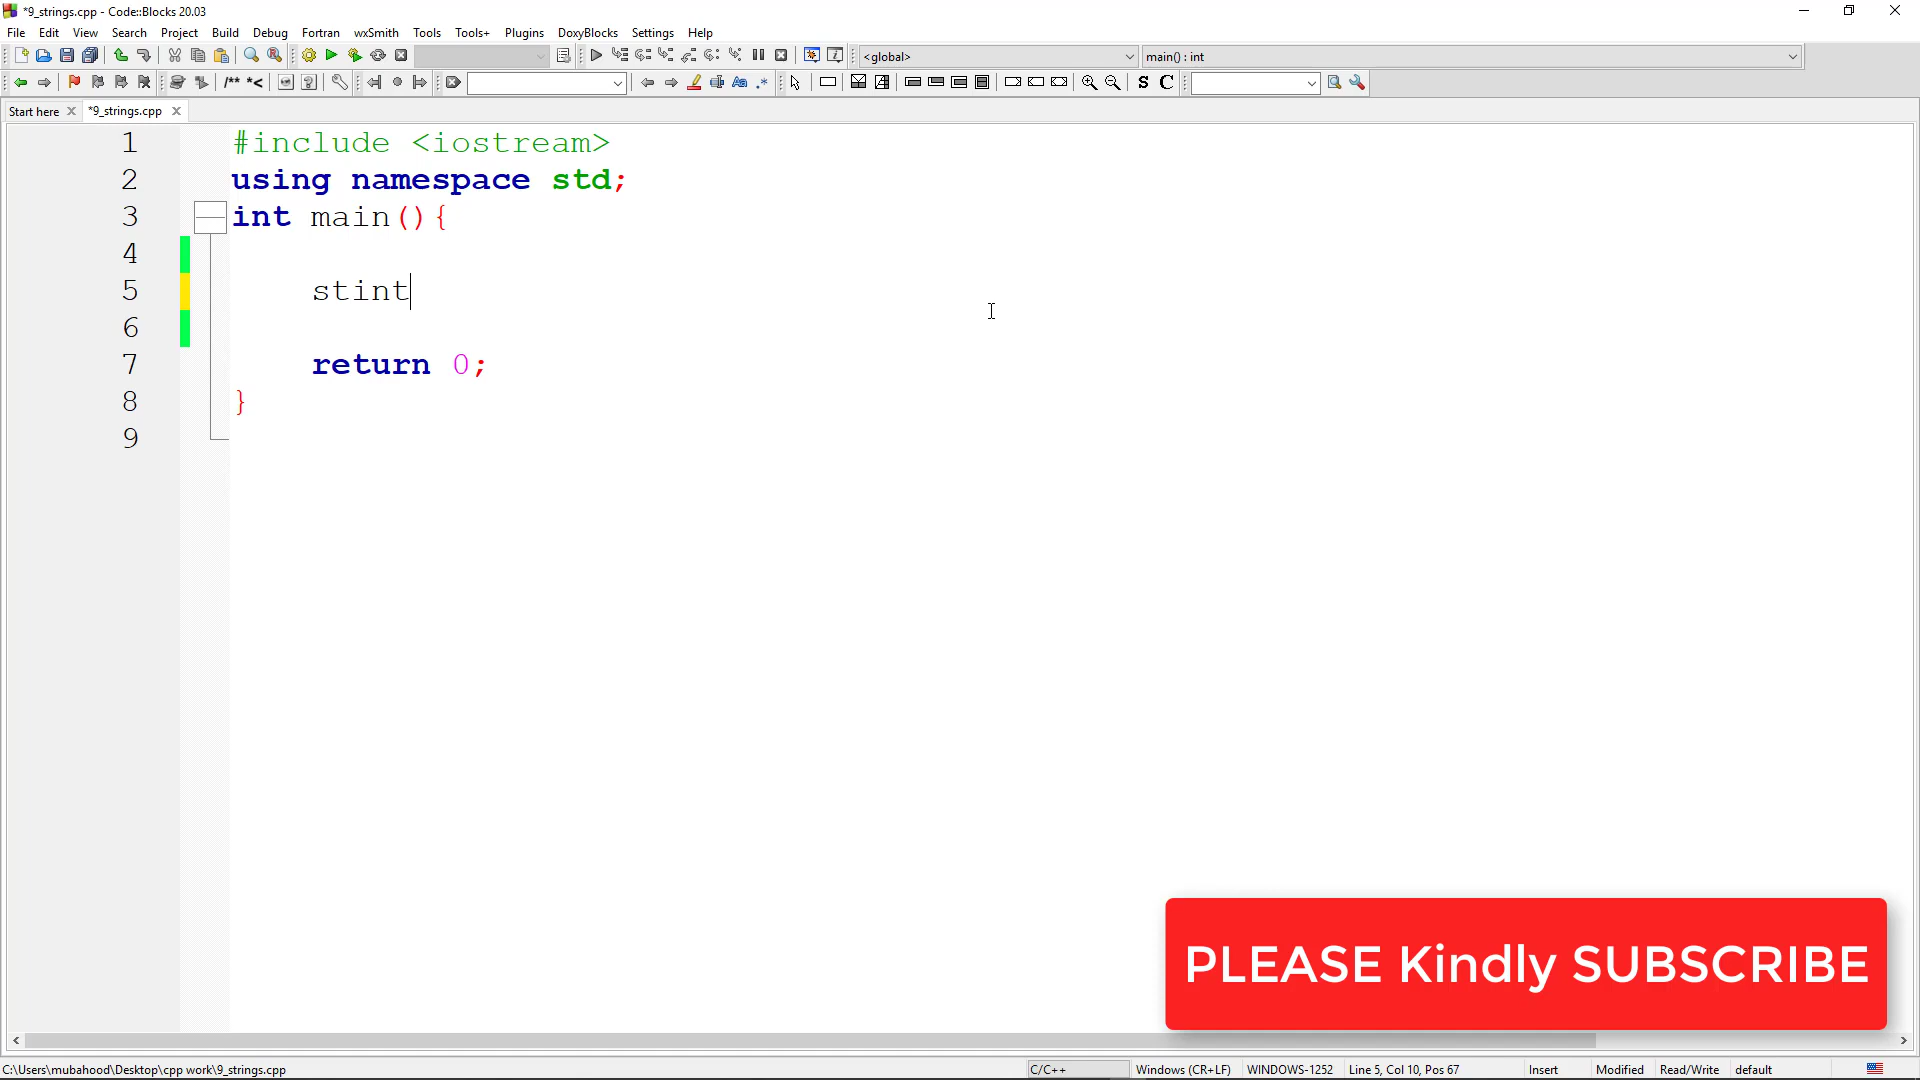 *9_strings.cpp - Code::Blocks 20.03
File Edit View Search Project Build Debug Fortran wxSmith Tools Tools+ Plugins DoxyBlocks Settings Help
<global> main() : int
/** *< Aa .* S C
Start here *9_strings.cpp
1 #include <iostream>
2 using namespace std;
3 int main(){
4
5 stint
6
7 return 0;
8 }
9
PLEASE Kindly SUBSCRIBE
C:\Users\mubahood\Desktop\cpp work\9_strings.cpp C/C++ Windows (CR+LF) WINDOWS-1252 Line 5, Col 10, Pos 67 Insert Modified Read/Write default